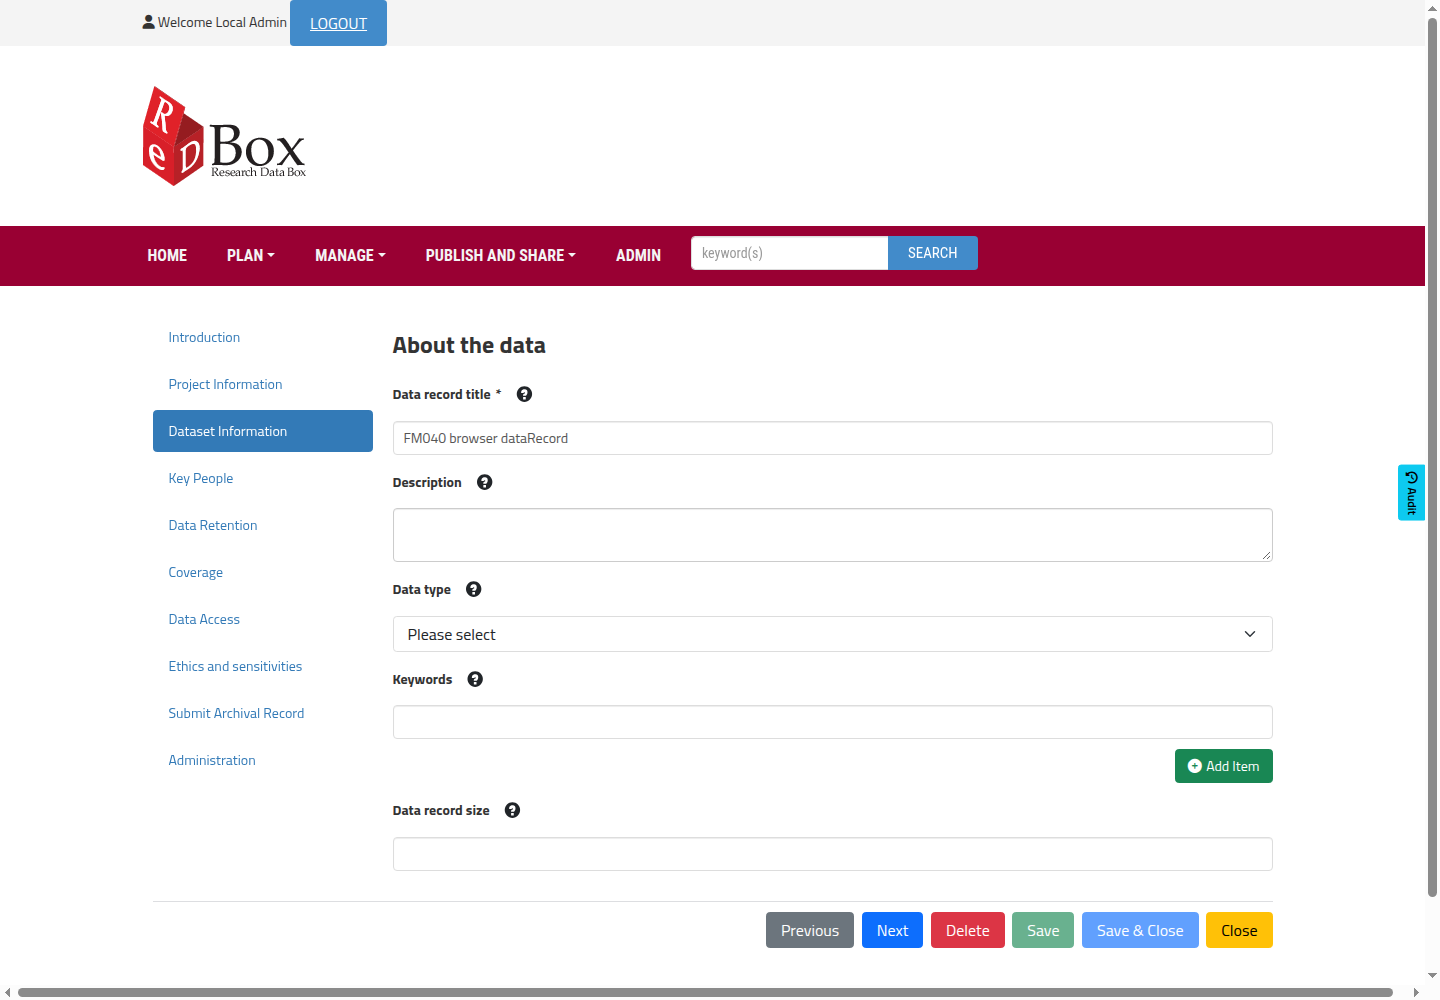 Welcome Local Admin LOGOUT
R
e D Box
Research Data Box
HOME PLAN MANAGE PUBLISH AND SHARE ADMIN keyword(s) SEARCH
Introduction
Project Information
Dataset Information
Key People
Data Retention
Coverage
Data Access
Ethics and sensitivities
Submit Archival Record
Administration
About the data
Data record title *
FM040 browser dataRecord
Description
Data type
Please select
Keywords
Add Item
Data record size
Previous Next Delete Save Save & Close Close
Audit